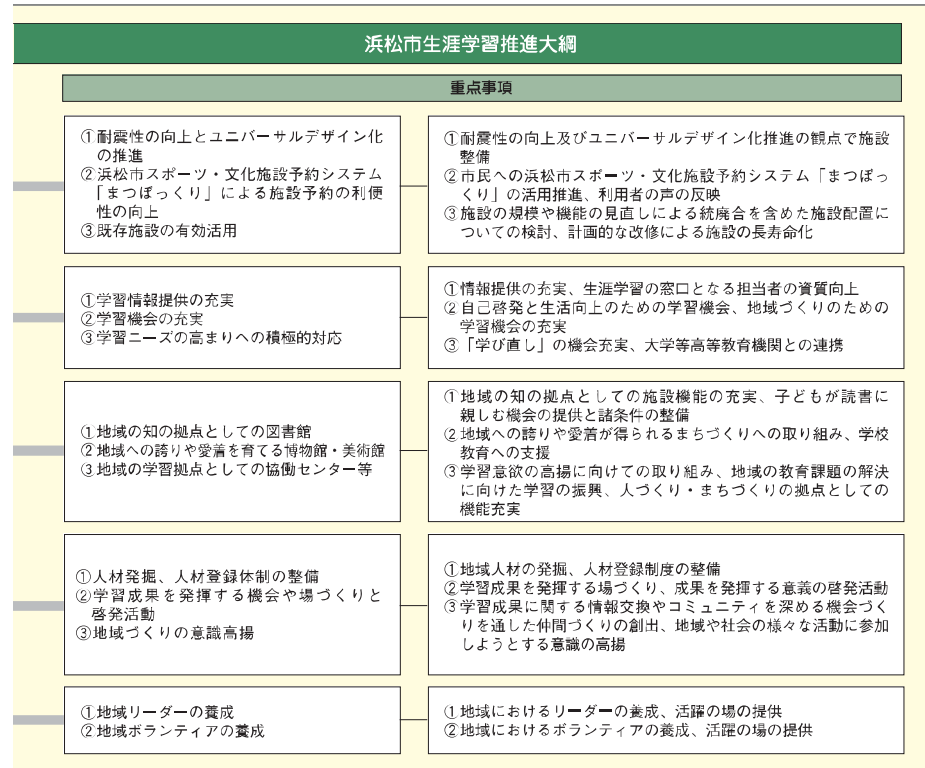 浜松市生涯学習推進大綱
重点事項
①耐震性の向上とユニバーサルデザイン化
の推進
②浜松市スポーツ・文化施設予約システム
「まつぼっくり」による施設予約の利便
性の向上
③既存施設の有効活用
①耐震性の向上及びユニバーサルデザイン化推進の観点で施設
整備
②市民への浜松市スポーツ・文化施設予約システム「まつぼっ
くり」の活用推進、利用者の声の反映
③施設の規模や機能の見直しによる統廃合を含めた施設配置に
ついての検討、計画的な改修による施設の長寿命化
①学習情報提供の充実
②学習機会の充実
③学習ニーズの高まりへの積極的対応
①情報提供の充実、生涯学習の窓口となる担当者の資質向上
②自己啓発と生活向上のための学習機会、地域づくりのための
学習機会の充実
③「学び直し」の機会充実、大学等高等教育機関との連携
①地域の知の拠点としての図書館
②地域への誇りや愛着を育てる博物館・美術館
③地域の学習拠点としての協働センター等
①地域の知の拠点としての施設機能の充実、子どもが読書に
親しむ機会の提供と諸条件の整備
②地域への誇りや愛着が得られるまちづくりへの取り組み、学校
教育への支援
③学習意欲の高揚に向けての取り組み、地域の教育課題の解決
に向けた学習の振興、人づくり・まちづくりの拠点としての
機能充実
①人材発掘、人材登録体制の整備
②学習成果を発揮する機会や場づくりと
啓発活動
③地域づくりの意識高揚
①地域人材の発掘、人材登録制度の整備
②学習成果を発揮する場づくり、成果を発揮する意義の啓発活動
③学習成果に関する情報交換やコミュニティを深める機会づく
りを通した仲間づくりの創出、地域や社会の様々な活動に参加
しようとする意識の高揚
①地域リーダーの養成
②地域ボランティアの養成
①地域におけるリーダーの養成、活躍の場の提供
②地域におけるボランティアの養成、活躍の場の提供